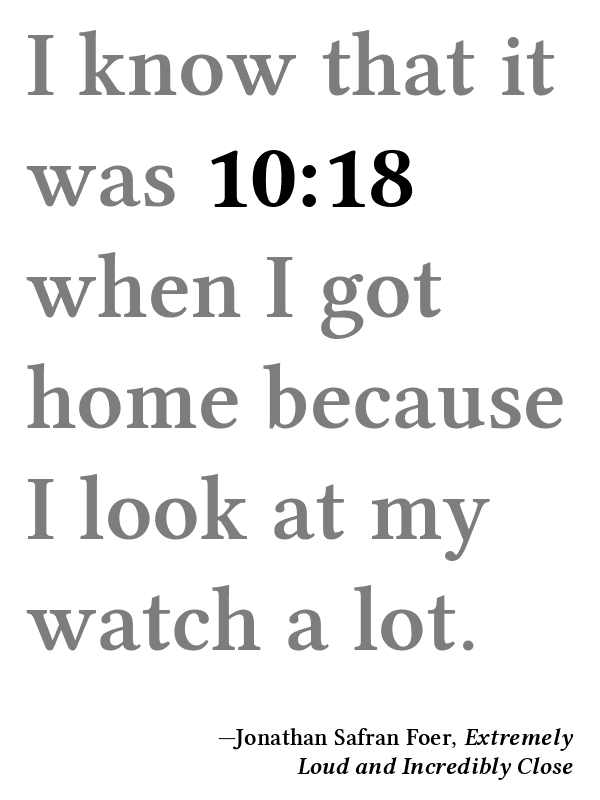 I know that it
was 10:18
when I got
home because
I look at my
watch a lot.
—Jonathan Safran Foer, Extremely
Loud and Incredibly Close